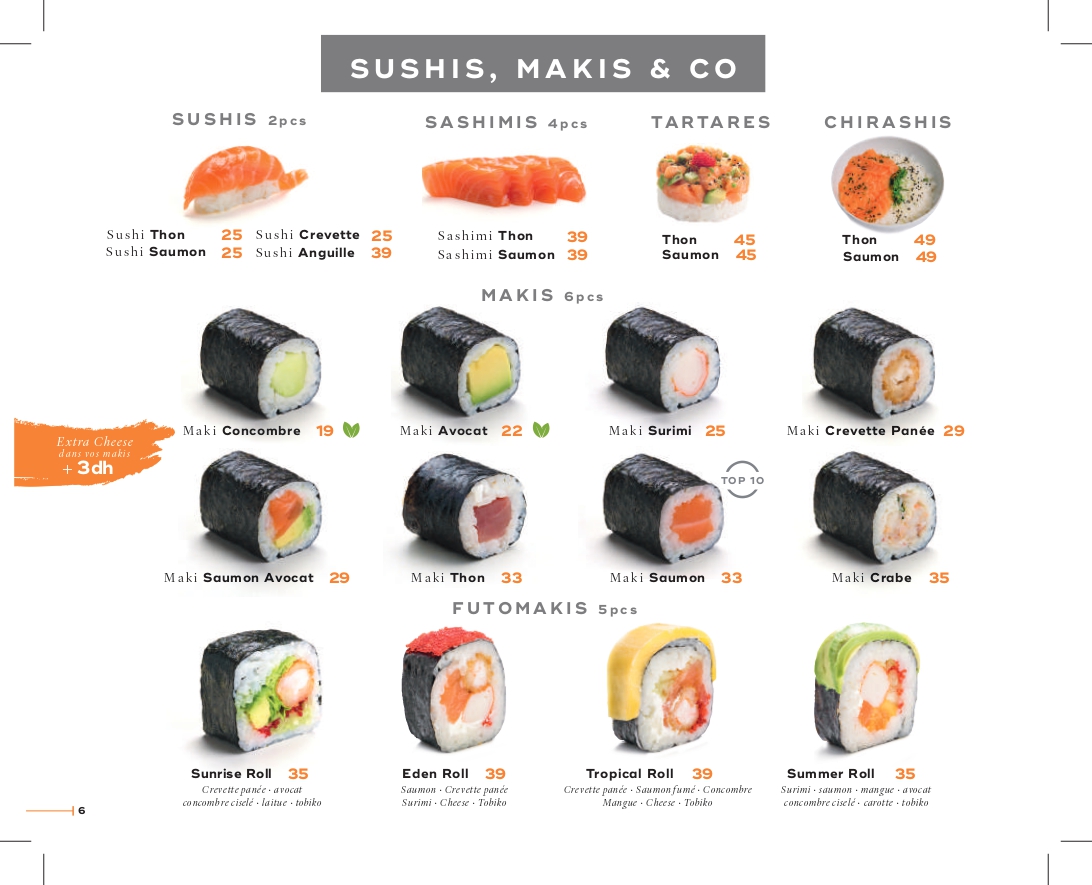 SUSHIS, MAKIS & CO
SUSHIS 2pcs
Sushi Thon 25 Sushi Crevette 25
Sushi Saumon 25 Sushi Anguille 39
SASHIMIS 4pcs
Sashimi Thon 39
Sashimi Saumon 39
TARTARES
Thon 45
Saumon 45
CHIRASHIS
Thon 49
Saumon 49
MAKIS 6pcs
Maki Concombre 19
Maki Avocat 22
Maki Surimi 25
Maki Crevette Panée 29
Extra Cheese
dans vos makis
+ 3dh
TOP 10
Maki Saumon Avocat 29
Maki Thon 33
Maki Saumon 33
Maki Crabe 35
FUTOMAKIS 5pcs
Sunrise Roll 35
Crevette panée · avocat
concombre ciselé · laitue · tobiko
Eden Roll 39
Saumon · Crevette panée
Surimi · Cheese · Tobiko
Tropical Roll 39
Crevette panée · Saumon fumé · Concombre
Mangue · Cheese · Tobiko
Summer Roll 35
Surimi · saumon · mangue · avocat
concombre ciselé · carotte · tobiko
6